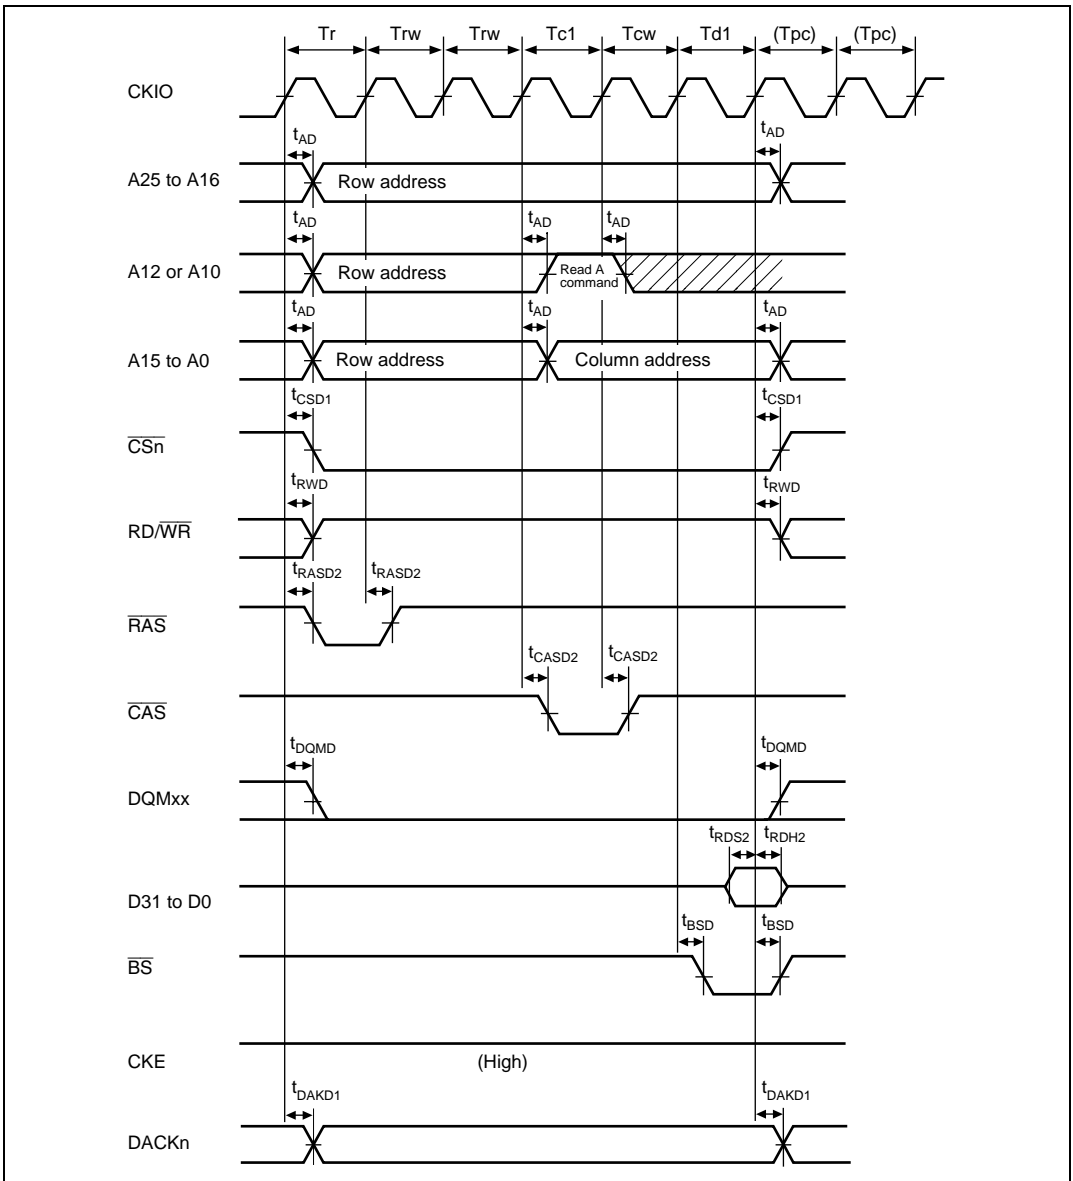 Tr Trw Trw Tc1 Tcw Td1 (Tpc) (Tpc)
CKIO
tAD tAD
A25 to A16 Row address
tAD tAD tAD
A12 or A10 Row address Read A command
tAD tAD tAD
A15 to A0 Row address Column address
tCSD1 tCSD1
CSn
tRWD tRWD
RD/WR
tRASD2 tRASD2
RAS
tCASD2 tCASD2
CAS
tDQMD tDQMD
DQMxx
tRDS2 tRDH2
D31 to D0
tBSD tBSD
BS
CKE (High)
tDAKD1 tDAKD1
DACKn